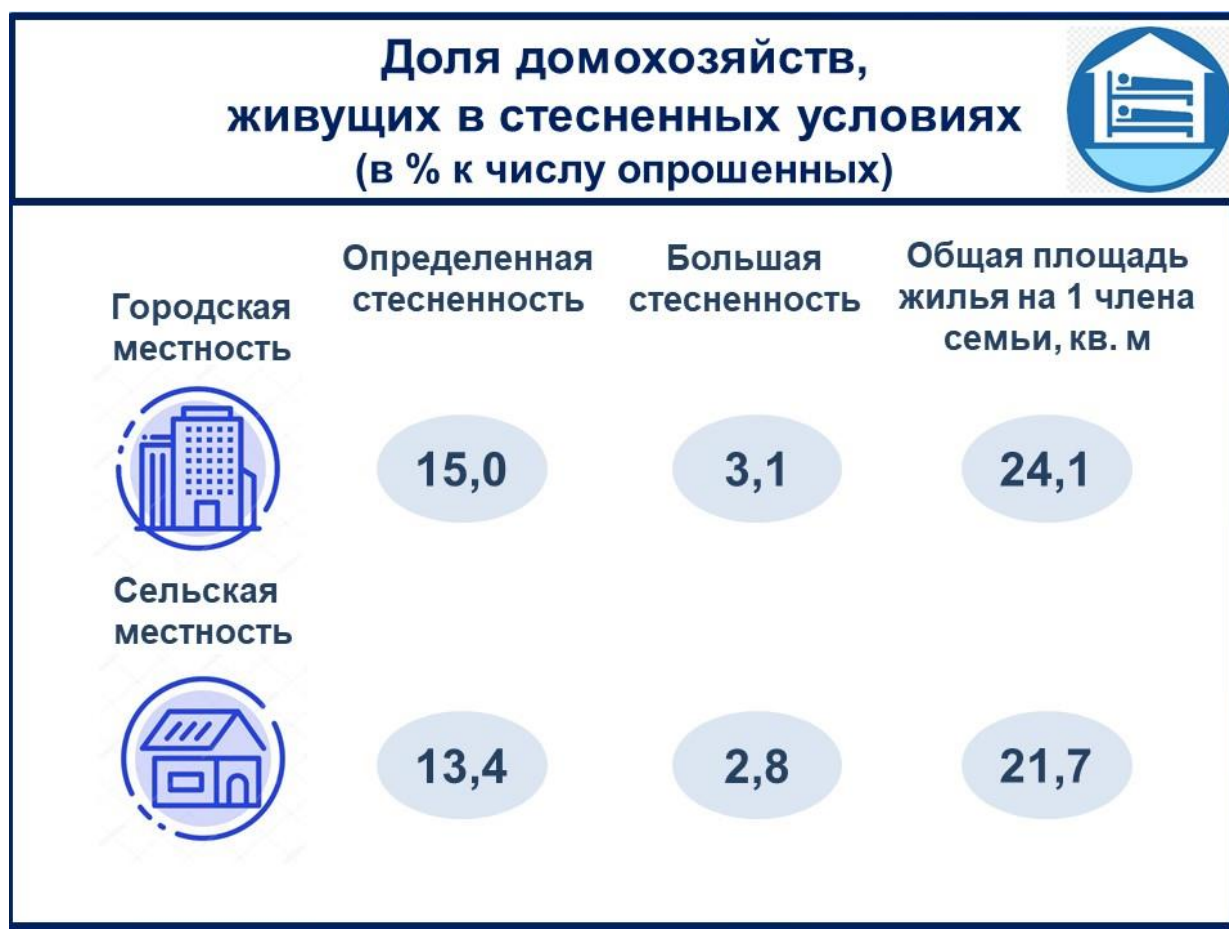 Доля домохозяйств,
живущих в стесненных условиях
(в % к числу опрошенных)
Определенная
стесненность
Большая
стесненность
Общая площадь
жилья на 1 члена
семьи, кв. м
Городская
местность
15,0
3,1
24,1
Сельская
местность
13,4
2,8
21,7